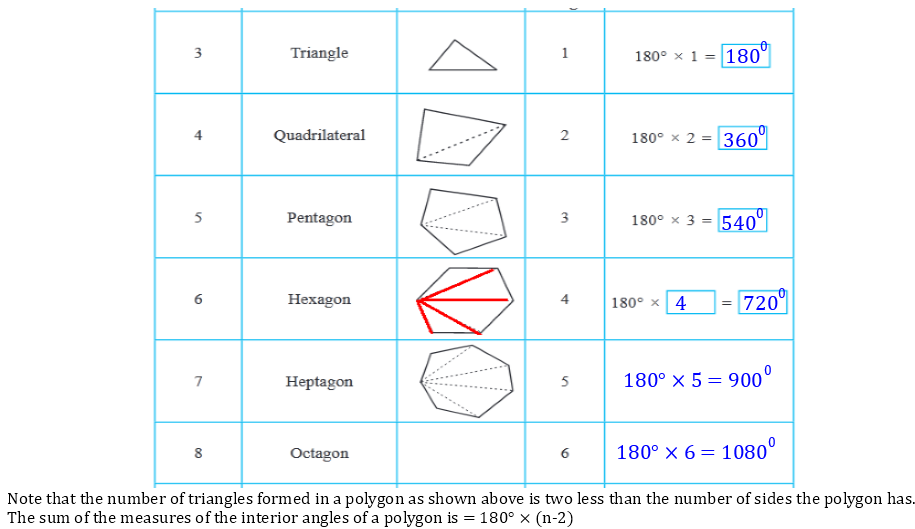 3 Triangle 1 180° × 1 = 180⁰
4 Quadrilateral 2 180° × 2 = 360⁰
5 Pentagon 3 180° × 3 = 540⁰
6 Hexagon 4 180° × 4 = 720⁰
7 Heptagon 5 180° × 5 = 900⁰
8 Octagon 6 180° × 6 = 1080⁰
Note that the number of triangles formed in a polygon as shown above is two less than the number of sides the polygon has.
The sum of the measures of the interior angles of a polygon is = 180° × (n-2)